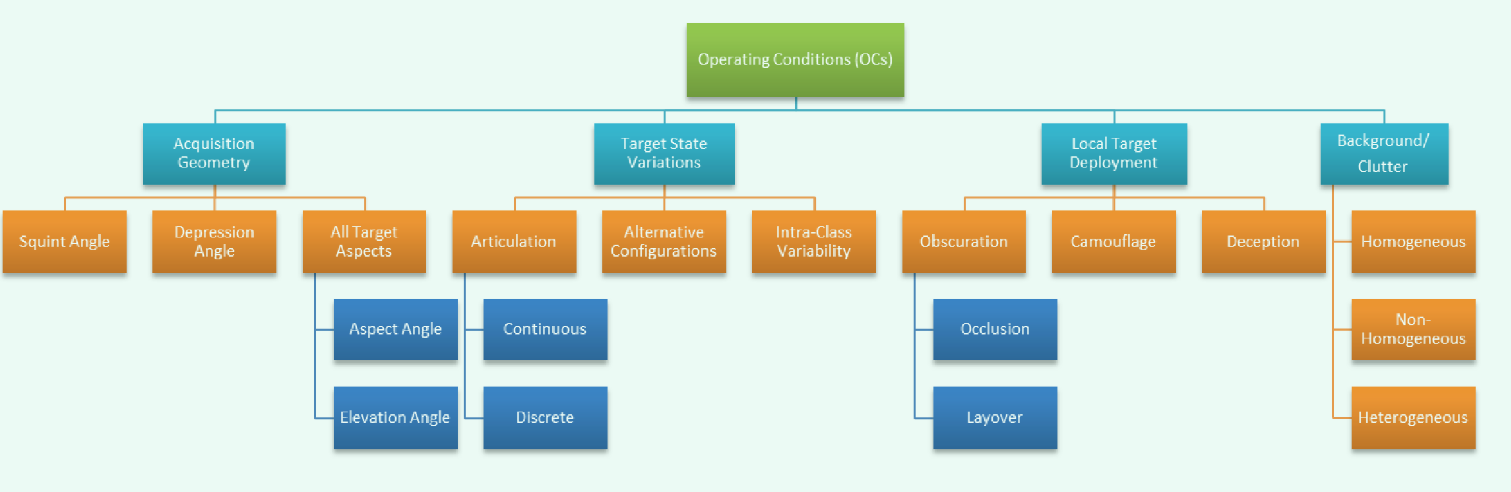 Operating Conditions (OCs)
Acquisition
Geometry
Target State
Variations
Local Target
Deployment
Background/
Clutter
Squint Angle
Depression
Angle
All Target
Aspects
Articulation
Alternative
Configurations
Intra-Class
Variability
Obscuration
Camouflage
Deception
Homogeneous
Aspect Angle
Continuous
Occlusion
Non-
Homogeneous
Elevation Angle
Discrete
Layover
Heterogeneous